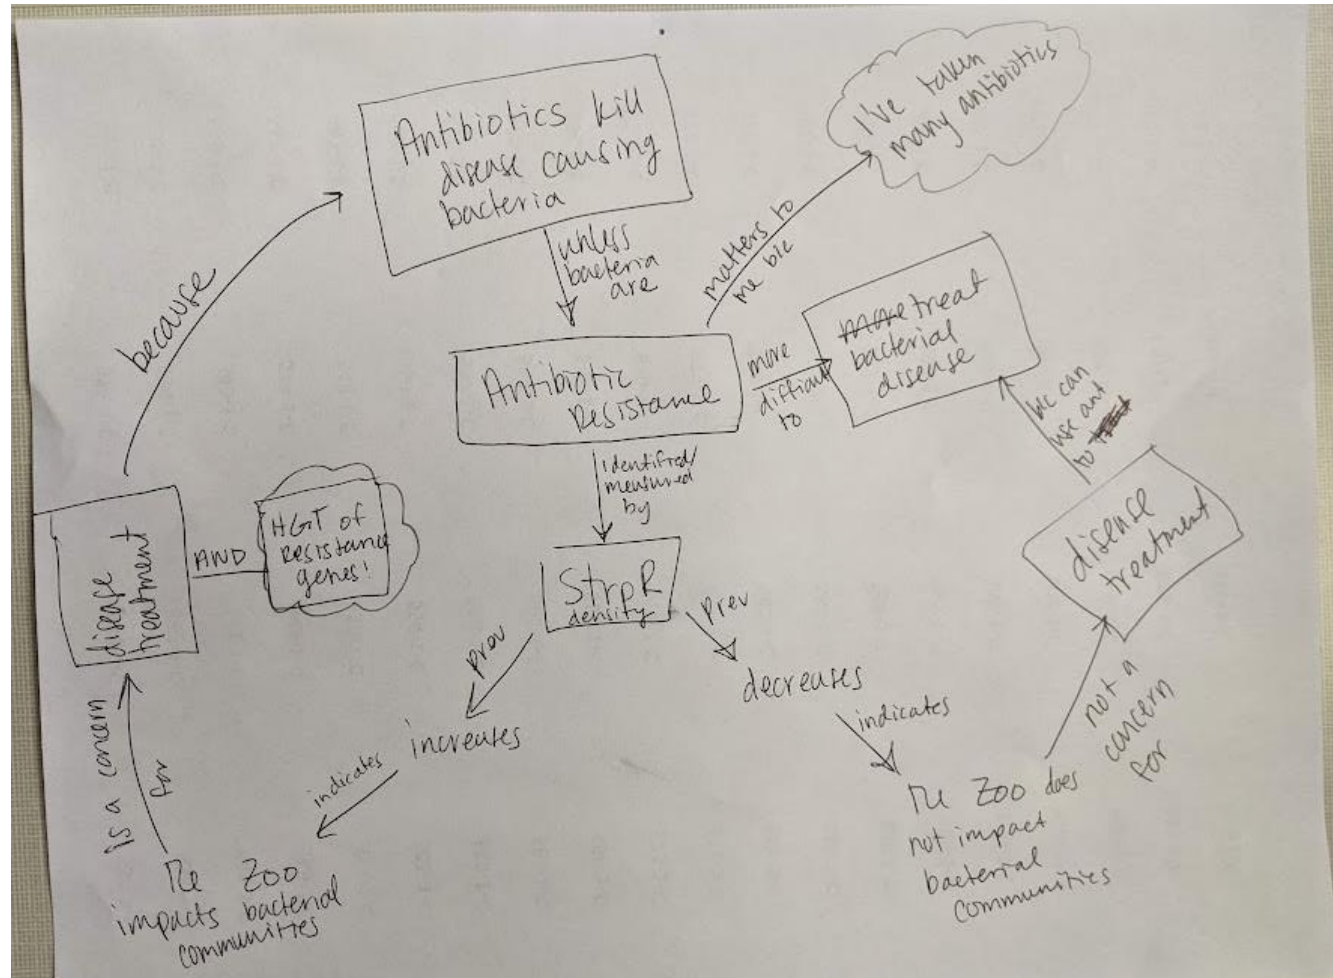 Antibiotics kill
disease causing
bacteria
I've taken
many antibiotics
because
unless
bacteria
are
matters to
me b/c
Antibiotic
Resistance
more
difficult
to
more treat
bacterial
disease
b/c can
use ant
to
identified/
measured
by
StrpR
density
disease
treatment
AND
HGT of
resistance
genes!
disease
treatment
prev
increases
indicates
The Zoo
impacts bacterial
communities
is a concern
for
prev
decreases
indicates
The Zoo does
not impact
bacterial
communities
not a
concern
for